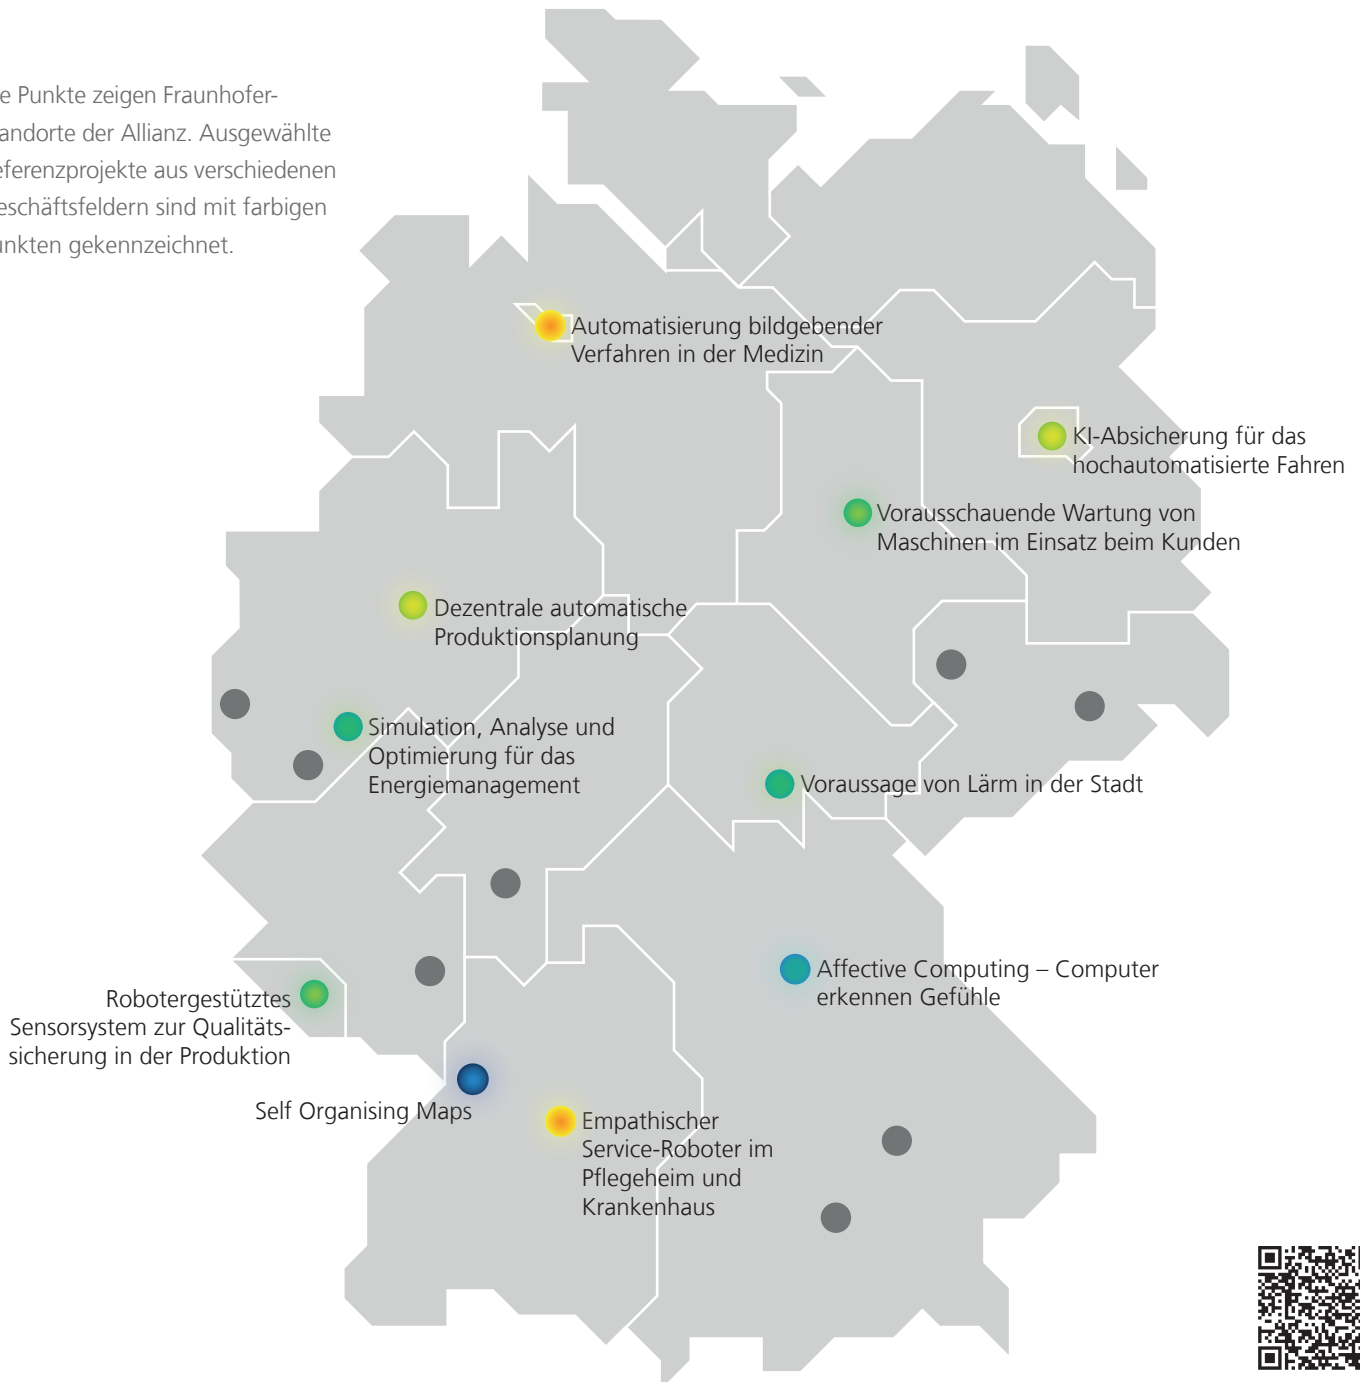 e Punkte zeigen Fraunhofer-
andorte der Allianz. Ausgewählte
eferenzprojekte aus verschiedenen
eschäftsfeldern sind mit farbigen
unkten gekennzeichnet.
Automatisierung bildgebender
Verfahren in der Medizin
KI-Absicherung für das
hochautomatisierte Fahren
Vorausschauende Wartung von
Maschinen im Einsatz beim Kunden
Dezentrale automatische
Produktionsplanung
Simulation, Analyse und
Optimierung für das
Energiemanagement
Voraussage von Lärm in der Stadt
Affective Computing – Computer
erkennen Gefühle
Robotergestütztes
Sensorsystem zur Qualitäts-
sicherung in der Produktion
Self Organising Maps
Empathischer
Service-Roboter im
Pflegeheim und
Krankenhaus